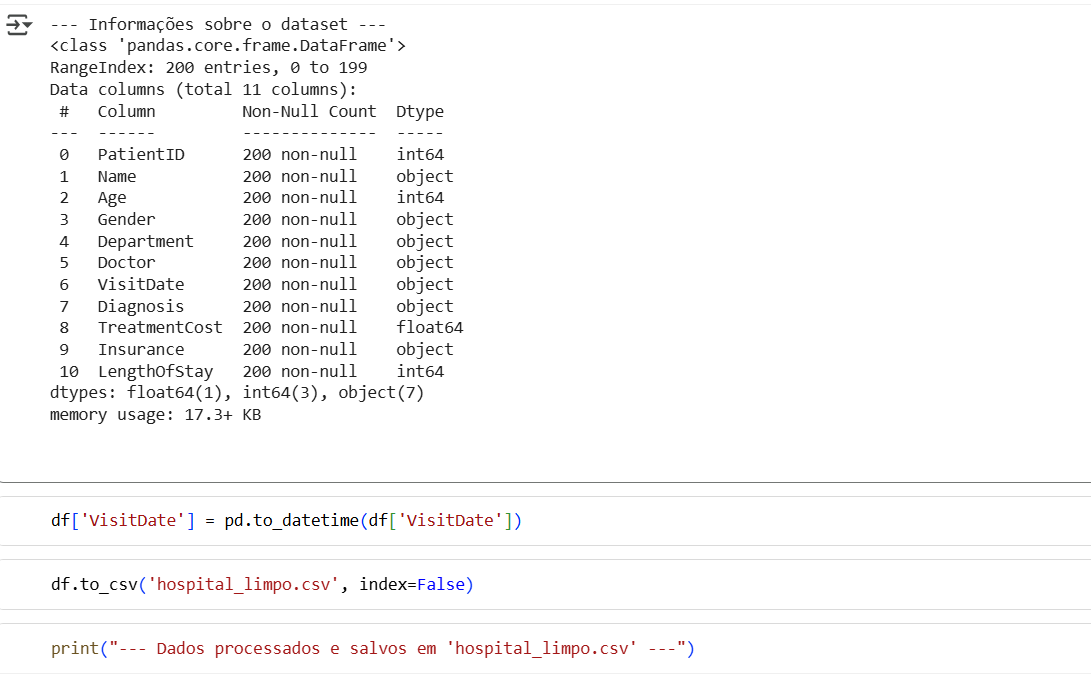 --- Informações sobre o dataset ---
<class 'pandas.core.frame.DataFrame'>
RangeIndex: 200 entries, 0 to 199
Data columns (total 11 columns):
 #   Column         Non-Null Count  Dtype
---  ------         --------------  -----
 0   PatientID      200 non-null    int64
 1   Name           200 non-null    object
 2   Age            200 non-null    int64
 3   Gender         200 non-null    object
 4   Department     200 non-null    object
 5   Doctor         200 non-null    object
 6   VisitDate      200 non-null    object
 7   Diagnosis      200 non-null    object
 8   TreatmentCost  200 non-null    float64
 9   Insurance      200 non-null    object
 10  LengthOfStay   200 non-null    int64
dtypes: float64(1), int64(3), object(7)
memory usage: 17.3+ KB
df['VisitDate'] = pd.to_datetime(df['VisitDate'])
df.to_csv('hospital_limpo.csv', index=False)
print("--- Dados processados e salvos em 'hospital_limpo.csv' ---")